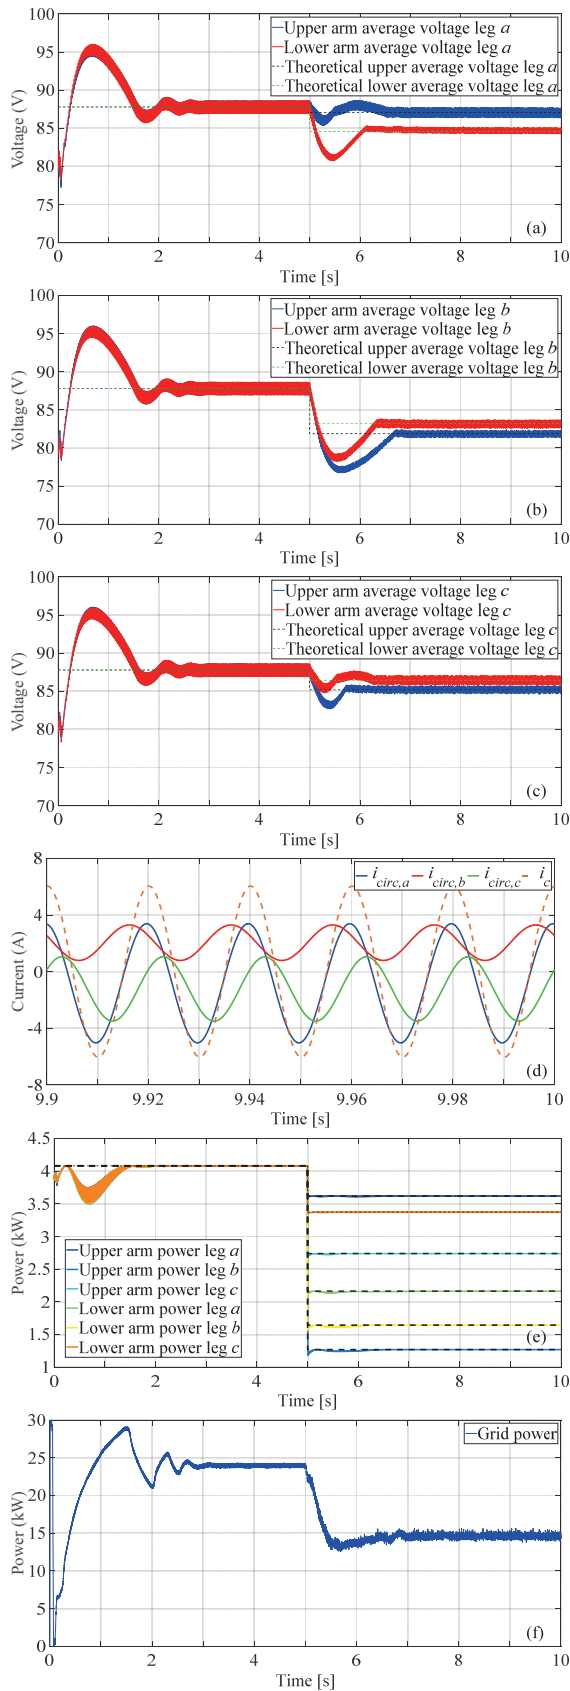 100
95
90
85
80
75
70
Voltage (V)
Upper arm average voltage leg a
Lower arm average voltage leg a
Theoretical upper average voltage leg a
Theoretical lower average voltage leg a
(a)
0 2 4 6 8 10
Time [s]
100
95
90
85
80
75
70
Voltage (V)
Upper arm average voltage leg b
Lower arm average voltage leg b
Theoretical upper average voltage leg b
Theoretical lower average voltage leg b
(b)
0 2 4 6 8 10
Time [s]
100
95
90
85
80
75
70
Voltage (V)
Upper arm average voltage leg c
Lower arm average voltage leg c
Theoretical upper average voltage leg c
Theoretical lower average voltage leg c
(c)
0 2 4 6 8 10
Time [s]
8
4
0
-4
-8
Current (A)
i circ,a i circ,b i circ,c i c
(d)
9.9 9.92 9.94 9.96 9.98 10
Time [s]
4.5
4
3.5
3
2.5
2
1.5
1
Power (kW)
Upper arm power leg a
Upper arm power leg b
Upper arm power leg c
Lower arm power leg a
Lower arm power leg b
Lower arm power leg c
(e)
0 2 4 6 8 10
Time [s]
30
25
20
15
10
5
0
Power (kW)
Grid power
(f)
0 2 4 6 8 10
Time [s]